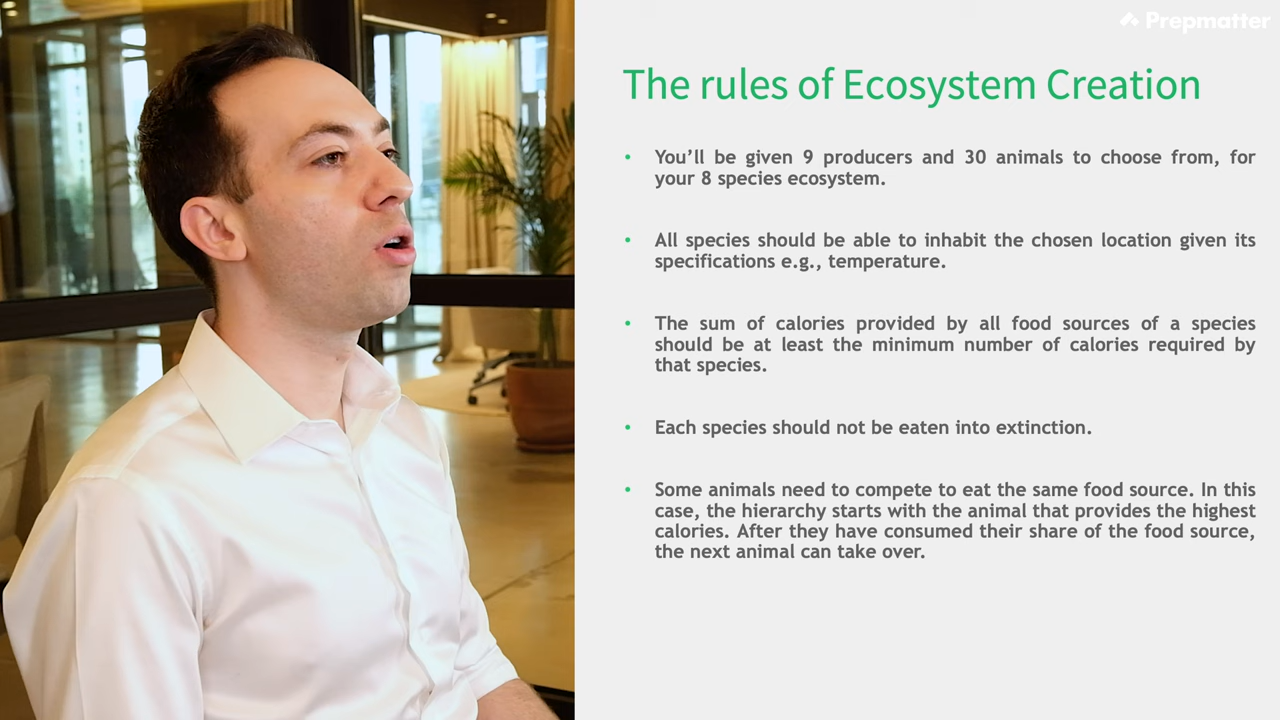 Prepmatter
The rules of Ecosystem Creation
• You’ll be given 9 producers and 30 animals to choose from, for
your 8 species ecosystem.
• All species should be able to inhabit the chosen location given its
specifications e.g., temperature.
• The sum of calories provided by all food sources of a species
should be at least the minimum number of calories required by
that species.
• Each species should not be eaten into extinction.
• Some animals need to compete to eat the same food source. In this
case, the hierarchy starts with the animal that provides the highest
calories. After they have consumed their share of the food source,
the next animal can take over.